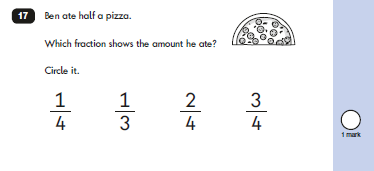 17 Ben ate half a pizza.
Which fraction shows the amount he ate?
Circle it.
1/4 1/3 2/4 3/4
1 mark